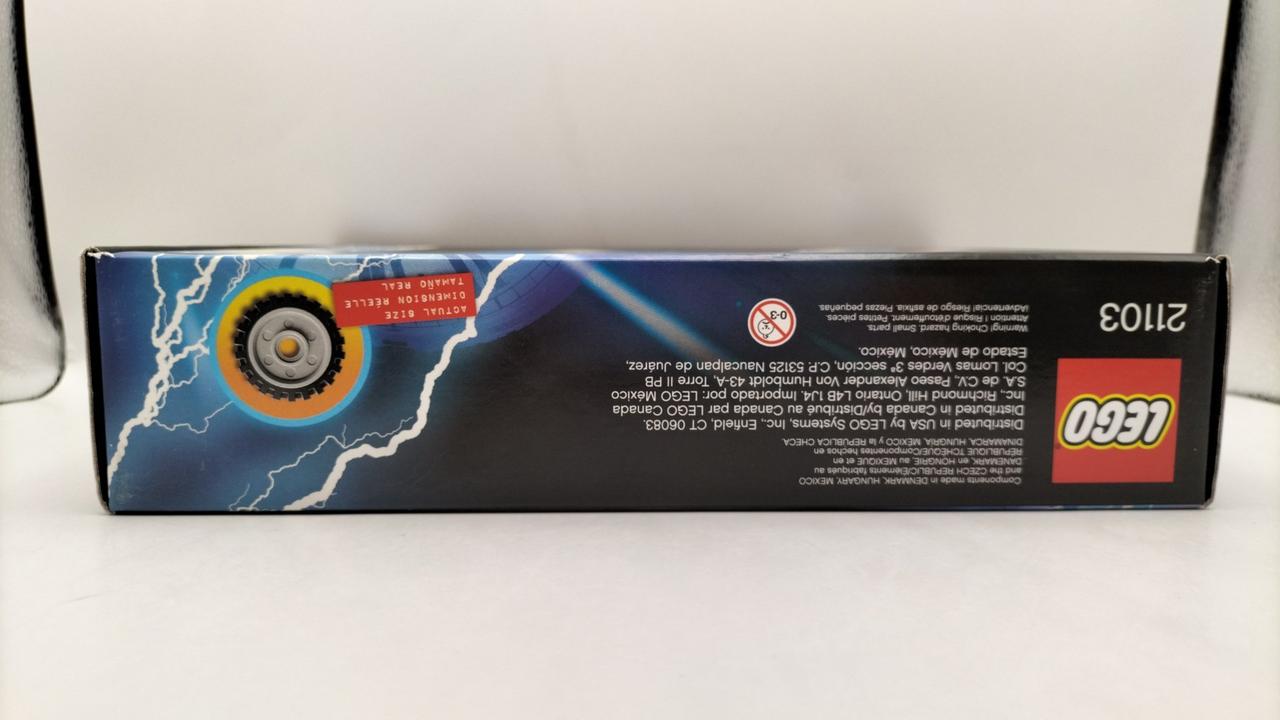 LEGO
®
21103
Components made in DENMARK, HUNGARY, MEXICO
and the CZECH REPUBLIC/Éléments fabriqués au
DANEMARK, en HONGRIE, au MEXIQUE et en
RÉPUBLIQUE TCHÈQUE/Componentes hechos en
DINAMARCA, HUNGRÍA, MÉXICO y la REPÚBLICA CHECA.
Distributed in USA by LEGO Systems, Inc., Enfield, CT 06083.
Distributed in Canada by/Distribué au Canada par LEGO Canada
Inc., Richmond Hill, Ontario L4B 1J4. Importado por: LEGO México
S.A. de C.V., Paseo Alexander Von Humboldt 43-A, Torre II PB
Col. Lomas Verdes 3ª sección, C.P. 53125 Naucalpan de Juárez,
Estado de México, México.
Warning! Choking hazard. Small parts.
Attention ! Risque d'étouffement. Petites pièces.
¡Advertencia! Riesgo de asfixia. Piezas pequeñas.
0-3
ACTUAL SIZE
DIMENSION RÉELLE
TAMAÑO REAL